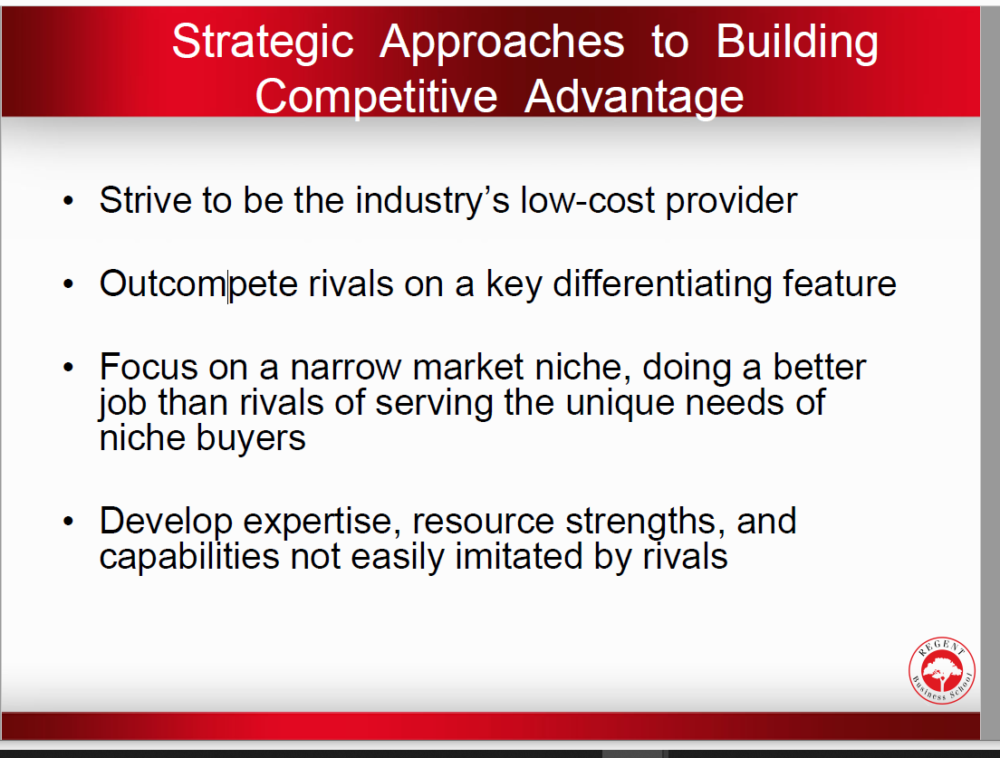 Strategic Approaches to Building
Competitive Advantage
• Strive to be the industry’s low-cost provider
• Outcompete rivals on a key differentiating feature
• Focus on a narrow market niche, doing a better
job than rivals of serving the unique needs of
niche buyers
• Develop expertise, resource strengths, and
capabilities not easily imitated by rivals
REGENT
Business School